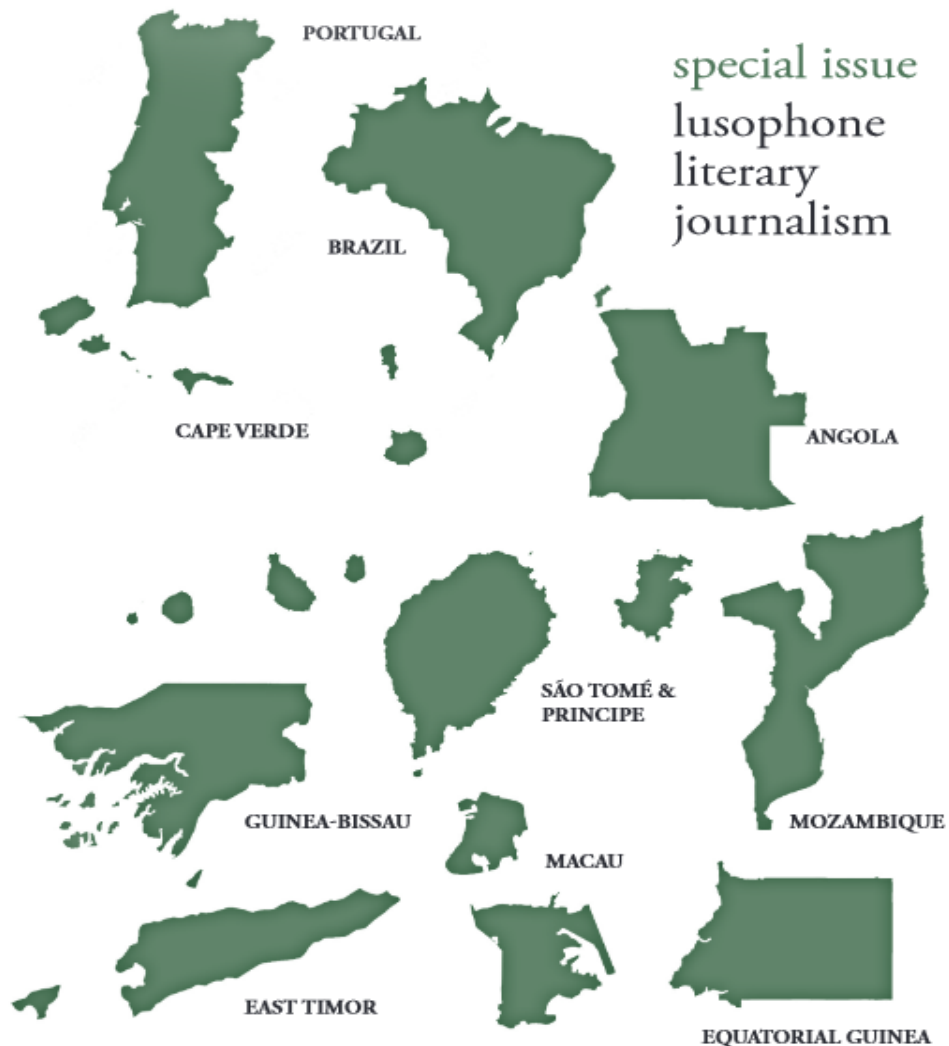 PORTUGAL
special issue
lusophone
literary
journalism
BRAZIL
CAPE VERDE
ANGOLA
SÁO TOMÉ &
PRINCIPE
GUINEA-BISSAU
MOZAMBIQUE
MACAU
EAST TIMOR
EQUATORIAL GUINEA